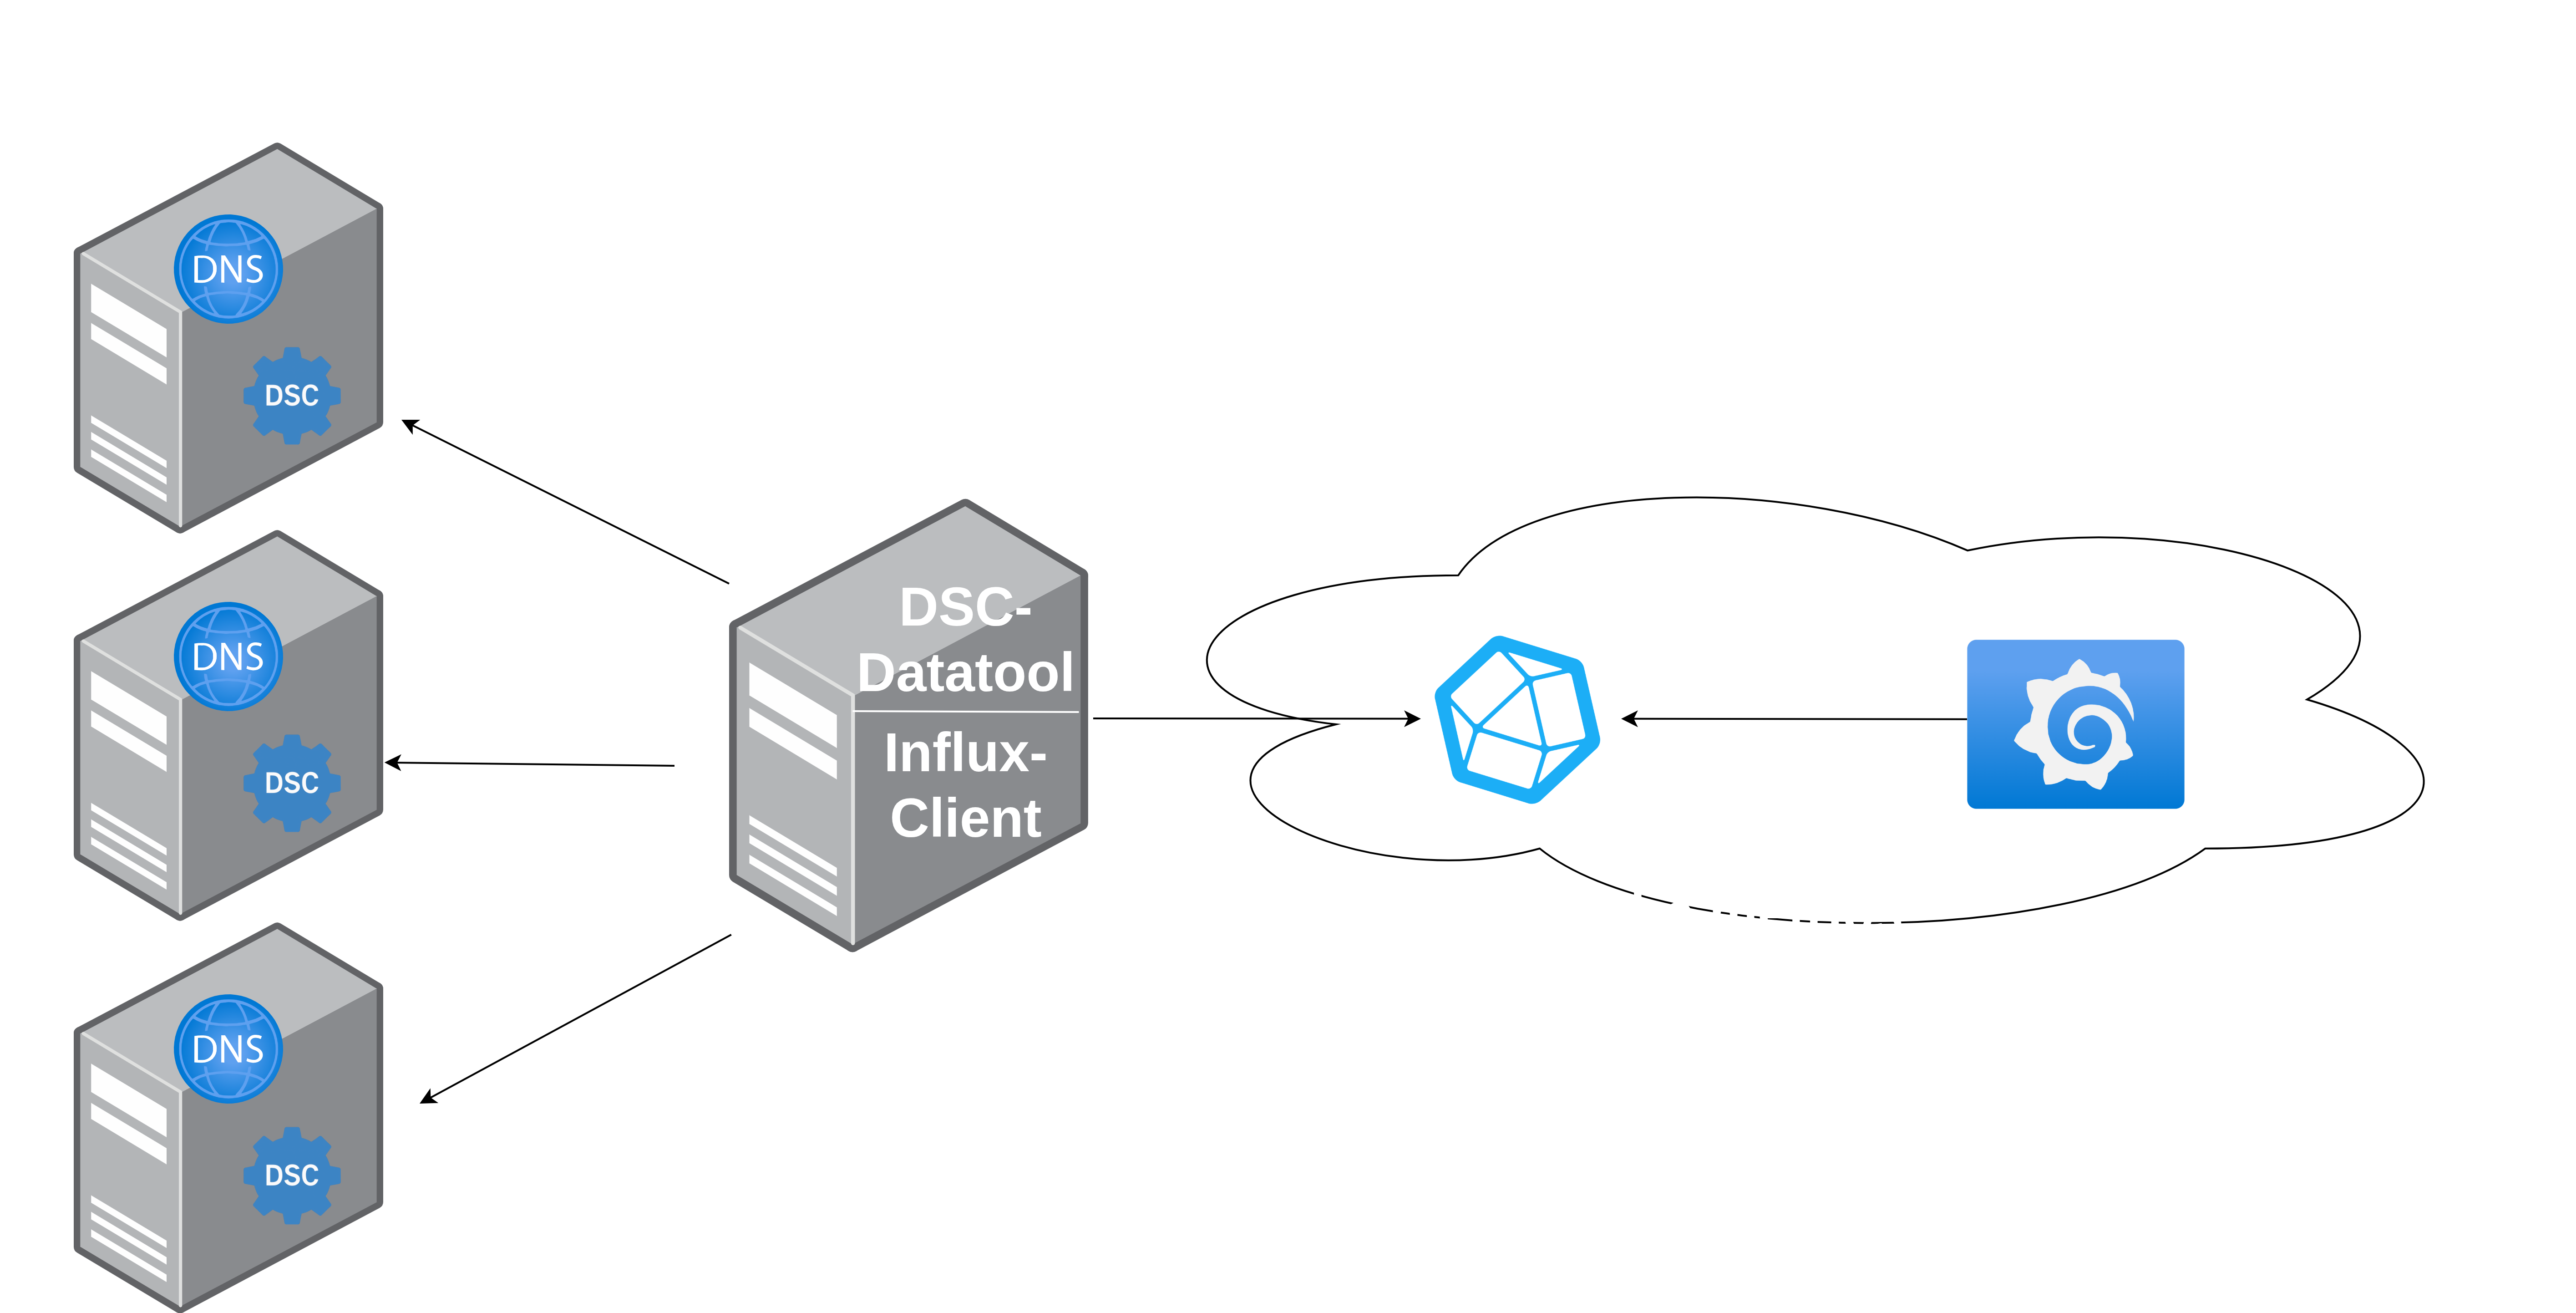 DNS
DSC
DNS
DSC
DNS
DSC
DSC-
Datatool
Influx-
Client